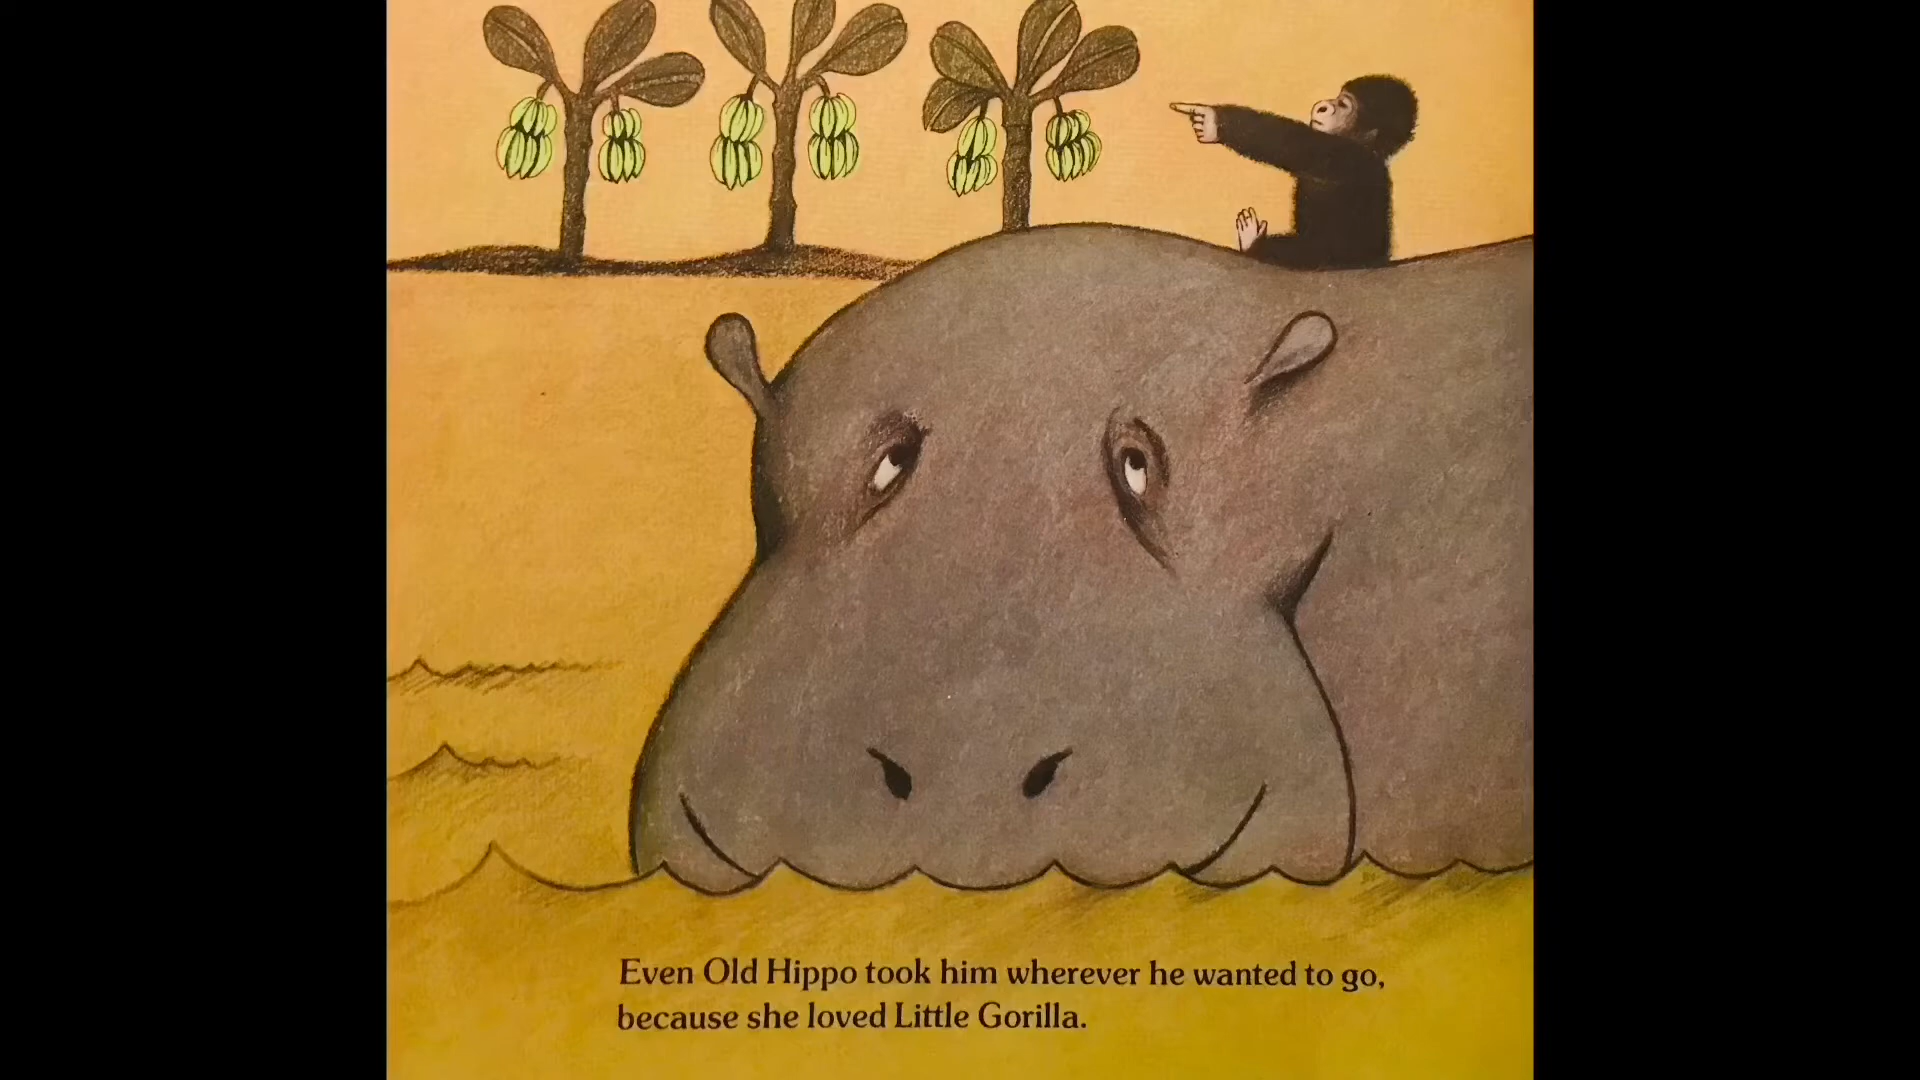 Even Old Hippo took him wherever he wanted to go,
because she loved Little Gorilla.